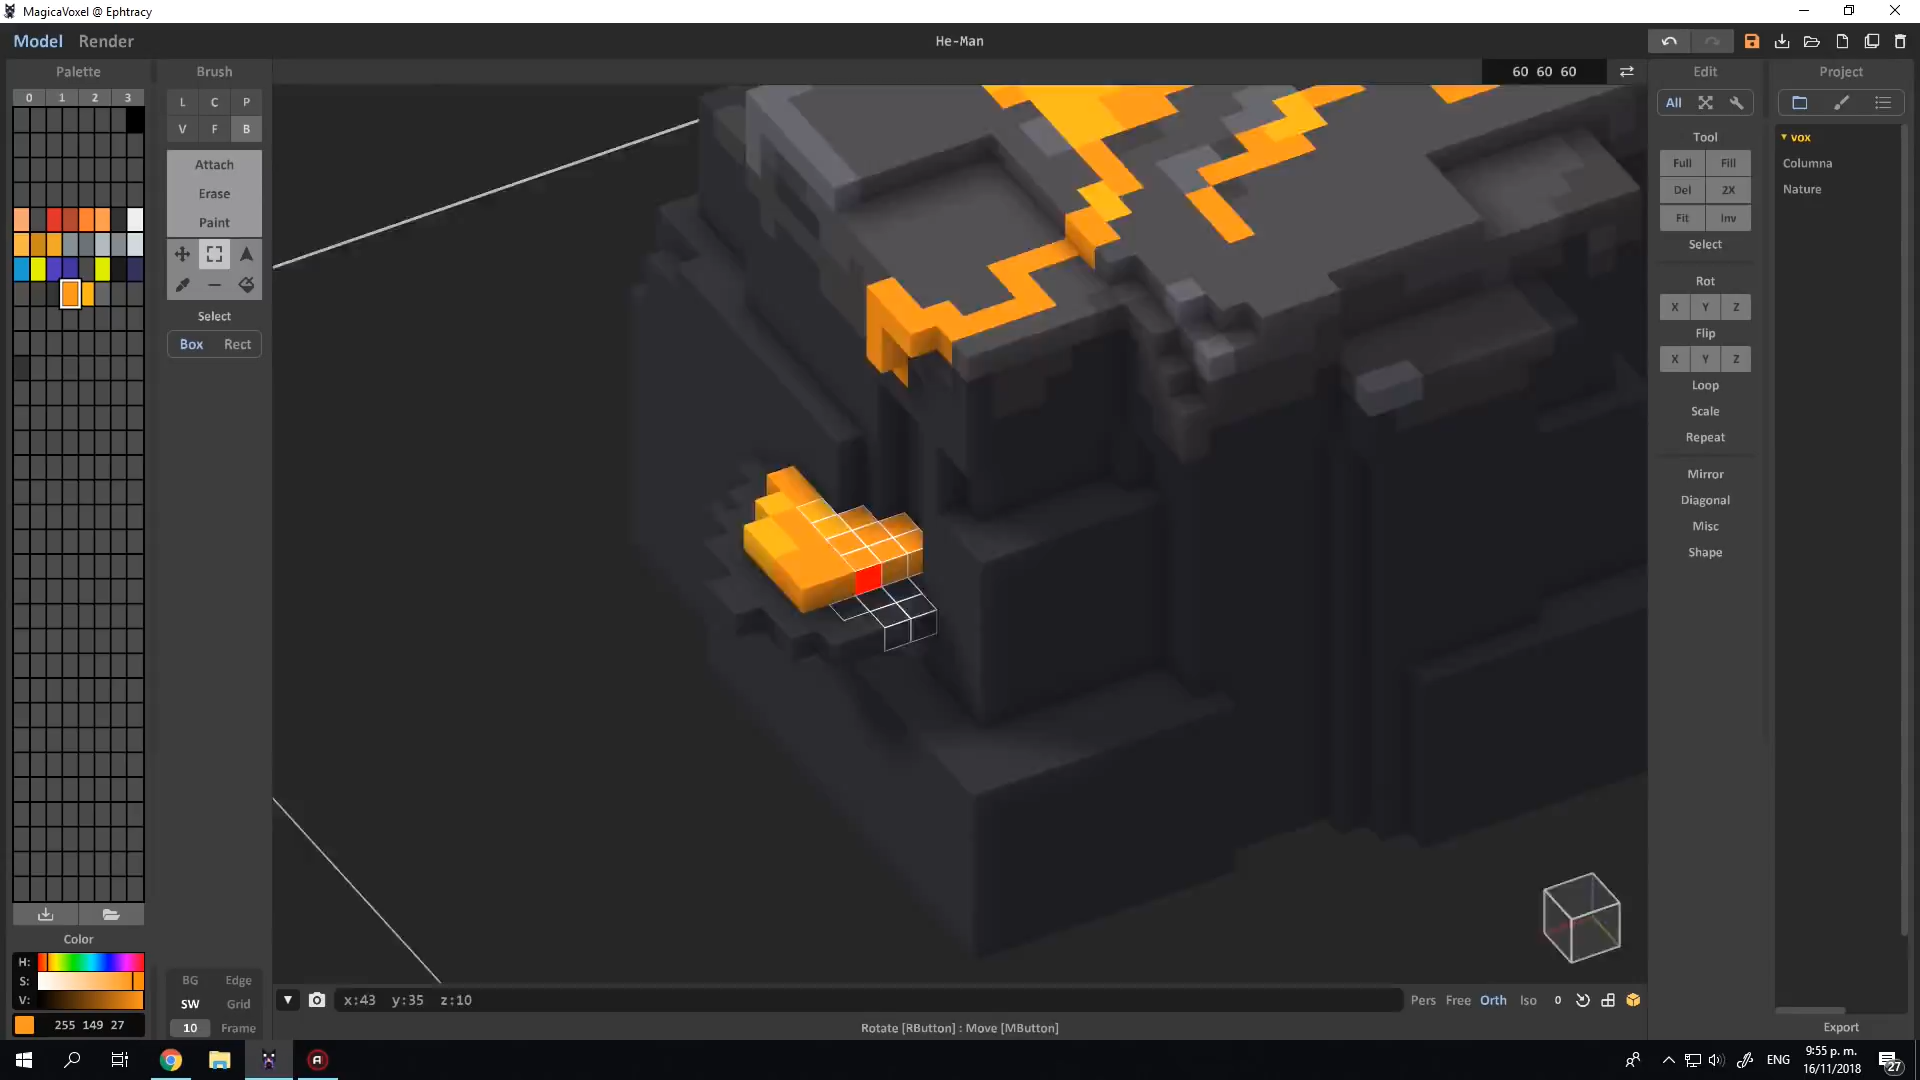 MagicaVoxel @ Ephtracy
Model Render
He-Man
Palette
Brush
60 60 60
Edit
Project
0 1 2 3
L C P
V F B
All
Attach
Erase
Paint
Select
Box Rect
Tool
Full Fill
Del 2X
Fit Inv
Select
Rot
X Y Z
Flip
X Y Z
Loop
Scale
Repeat
Mirror
Diagonal
Misc
Shape
vox
Columna
Nature
Color
H:
S:
V:
255 149 27
BG Edge
SW Grid
10 Frame
x:43 y:35 z:10
Pers Free Orth Iso 0
Rotate [RButton] : Move [MButton]
Export
ENG
9:55 p. m.
16/11/2018
27